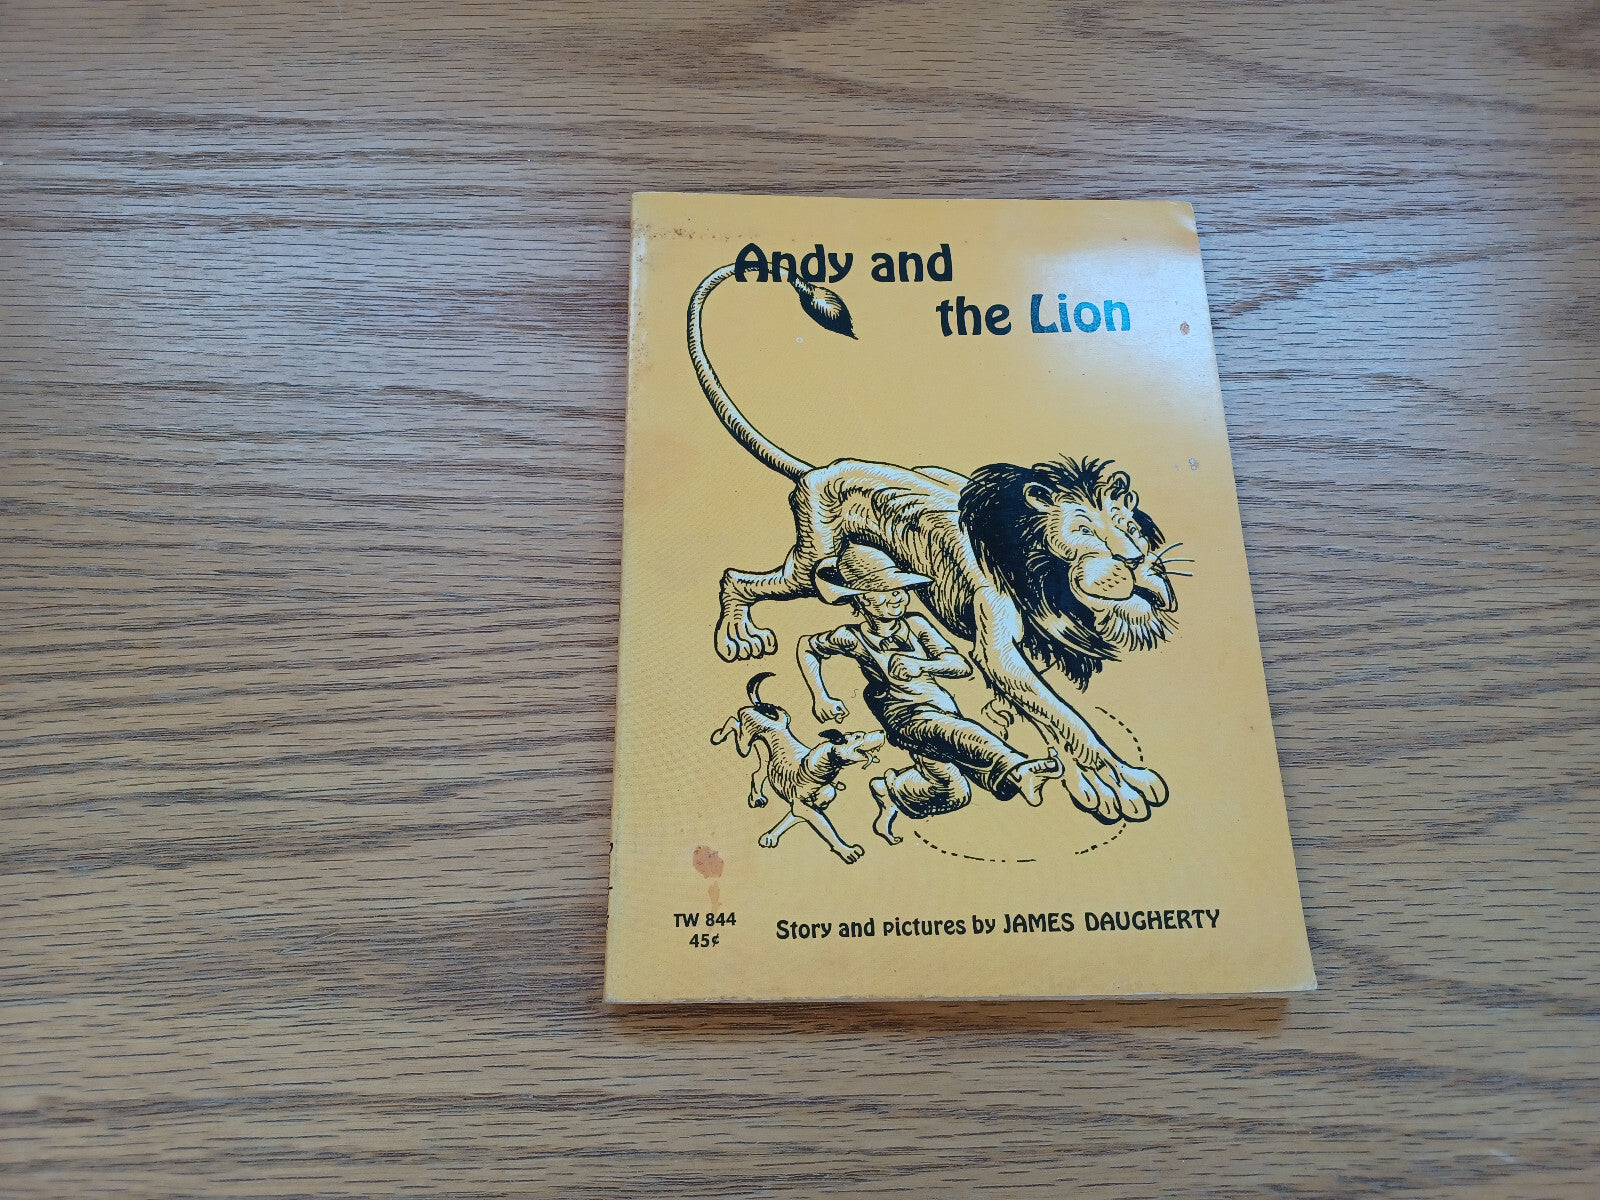 Andy and
the Lion
TW 844
45¢
Story and pictures by JAMES DAUGHERTY